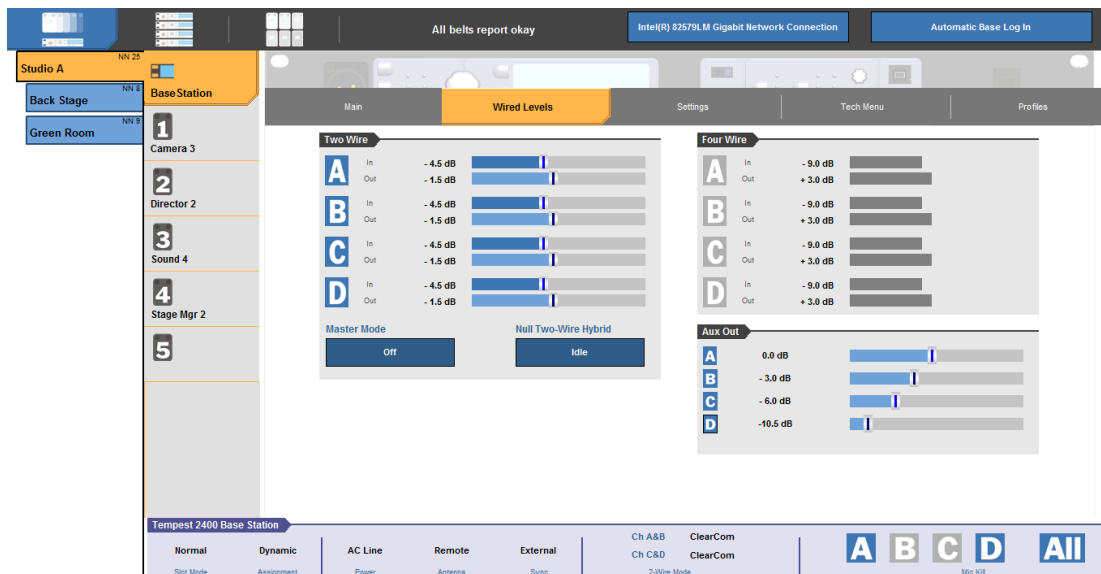 All belts report okay
Intel(R) 82579LM Gigabit Network Connection
Automatic Base Log In
NN 25
Studio A
NN 8
Back Stage
NN 9
Green Room
BaseStation
1
Camera 3
2
Director 2
3
Sound 4
4
Stage Mgr 2
5
Main
Wired Levels
Settings
Tech Menu
Profiles
Two Wire
A In - 4.5 dB
Out - 1.5 dB
B In - 4.5 dB
Out - 1.5 dB
C In - 4.5 dB
Out - 1.5 dB
D In - 4.5 dB
Out - 1.5 dB
Master Mode
Off
Null Two-Wire Hybrid
Idle
Four Wire
A In - 9.0 dB
Out + 3.0 dB
B In - 9.0 dB
Out + 3.0 dB
C In - 9.0 dB
Out + 3.0 dB
D In - 9.0 dB
Out + 3.0 dB
Aux Out
A 0.0 dB
B - 3.0 dB
C - 6.0 dB
D -10.5 dB
Tempest 2400 Base Station
Normal
Slot Mode
Dynamic
Assignment
AC Line
Power
Remote
Antenna
External
Sync
Ch A&B ClearCom
Ch C&D ClearCom
2-Wire Mode
A B C D All
Mic Kill